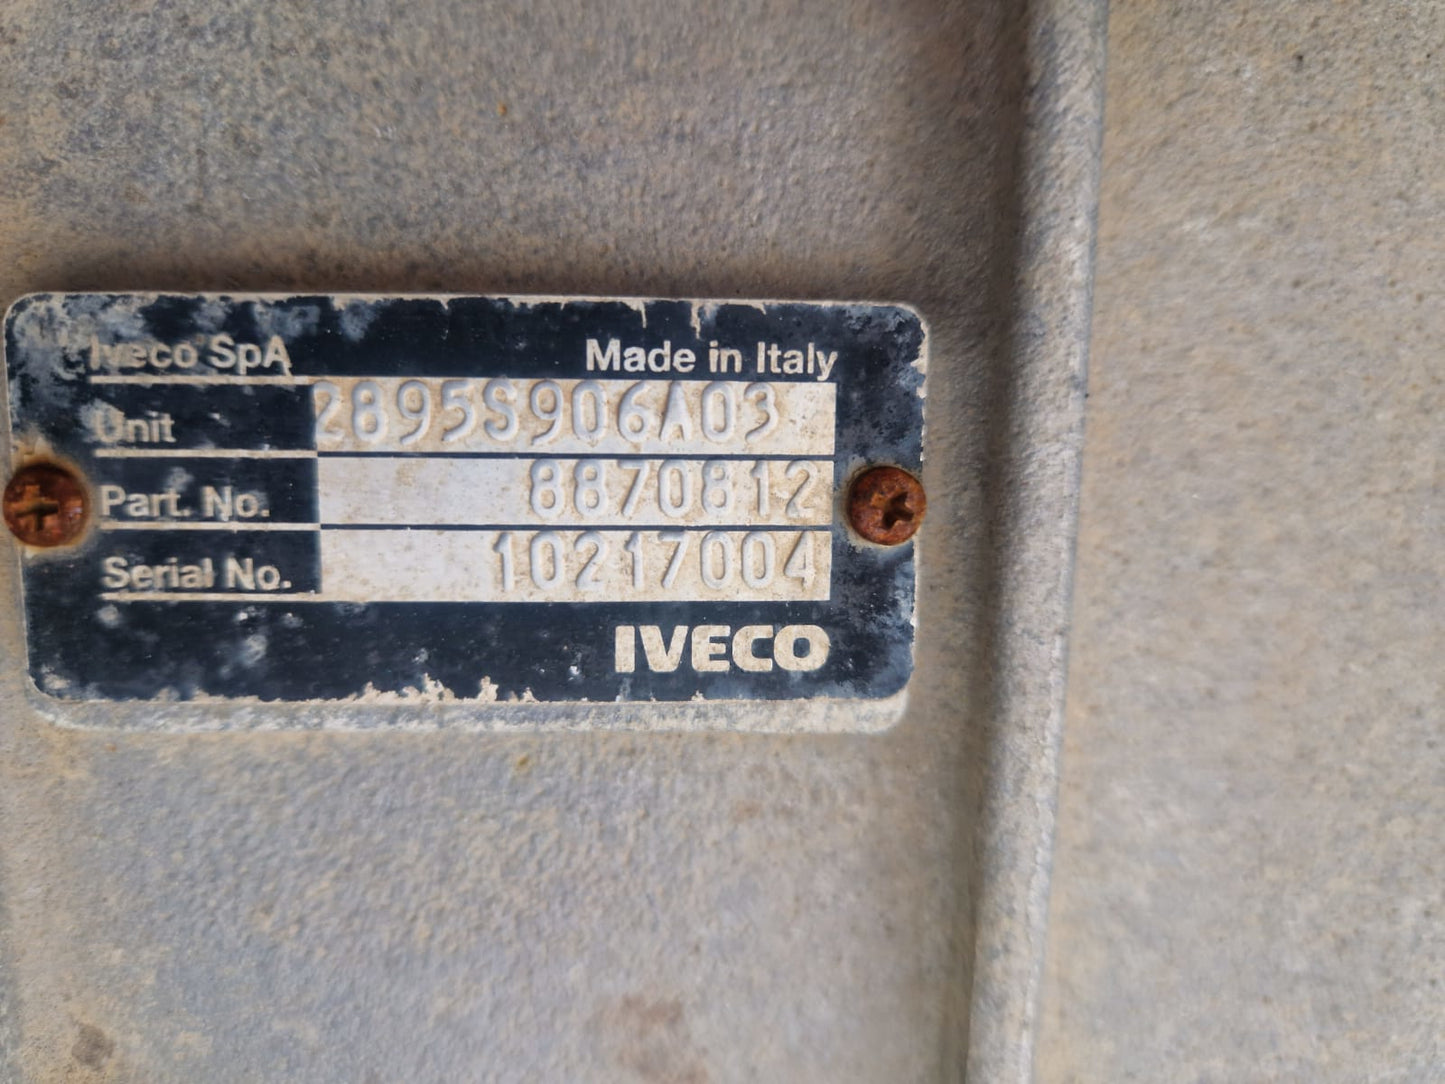 Iveco SpA Made in Italy
Unit 2895S906A03
Part. No. 8870812
Serial No. 10217004
IVECO